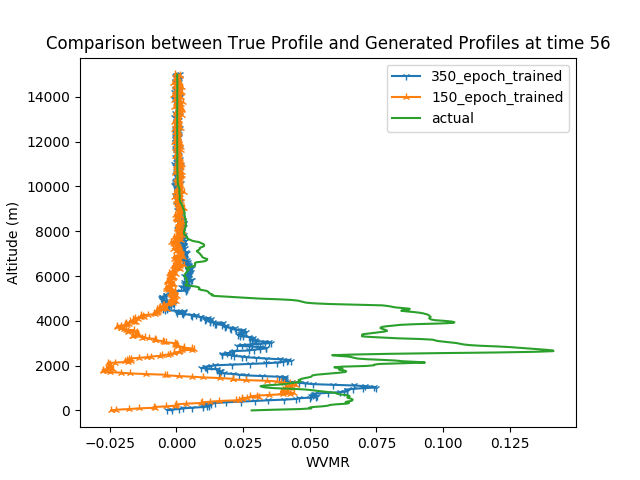 Comparison between True Profile and Generated Profiles at time 56
350_epoch_trained
150_epoch_trained
actual
Altitude (m)
14000
12000
10000
8000
6000
4000
2000
0
−0.025
0.000
0.025
0.050
0.075
0.100
0.125
WVMR